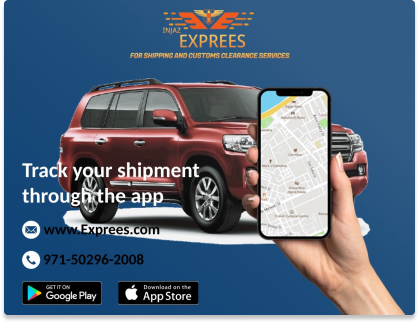 INJAZ
EXPREES
FOR SHIPPING AND CUSTOMS CLEARANCE SERVICES
Track your shipment
through the app
www.Exprees.com
971-50296-2008
GET IT ON
Google Play
Download on the
App Store